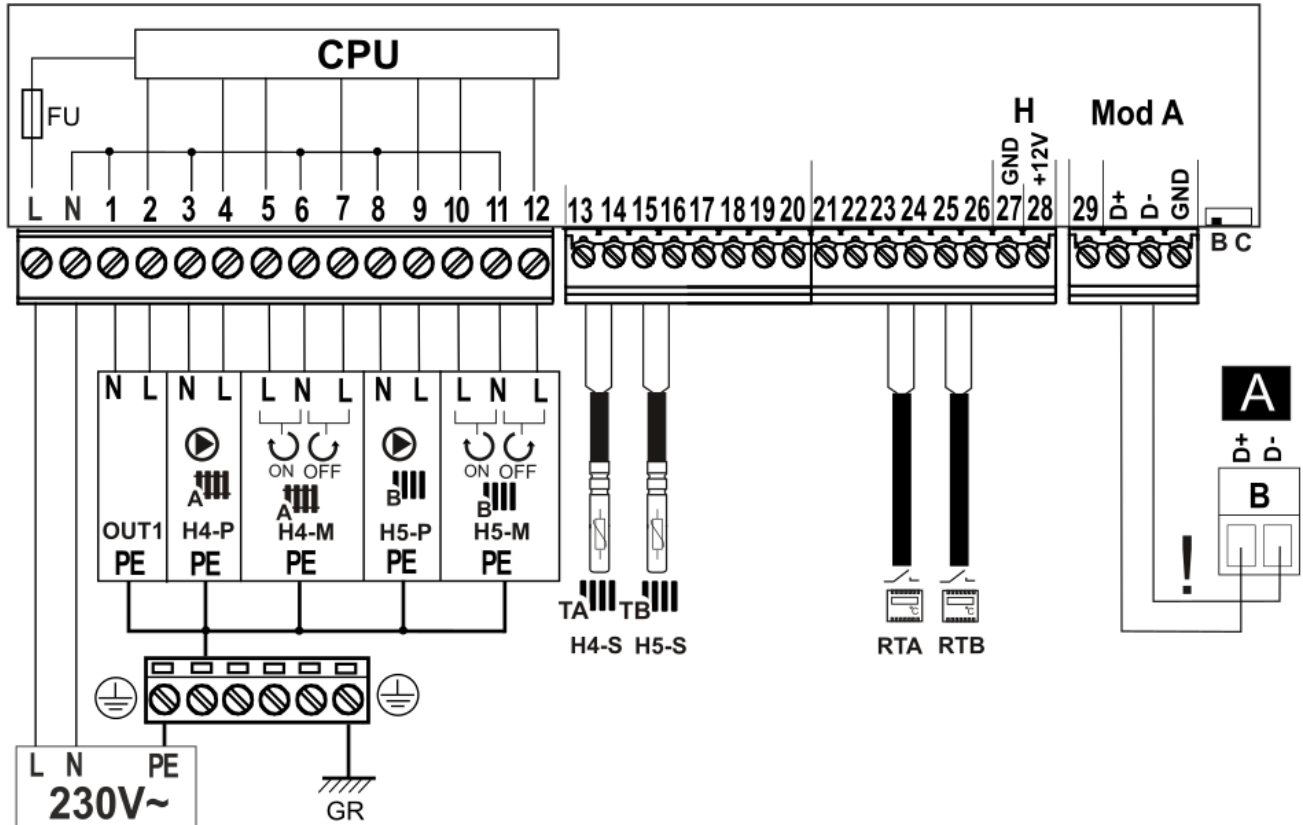 CPU
FU
H
Mod A
GND
+12V
D+
D-
GND
L N 1 2 3 4 5 6 7 8 9 10 11 12
13 14 15 16 17 18 19 20 21 22 23 24 25 26 27 28
29
B C
N L N L L N L N L L N L
ON OFF
ON OFF
A
A
B
B
OUT1 H4-P H4-M H5-P H5-M
PE PE PE PE PE
TA TB
H4-S H5-S
°C
°C
RTA RTB
A
D+
D-
B
!
L N PE
230V~
GR